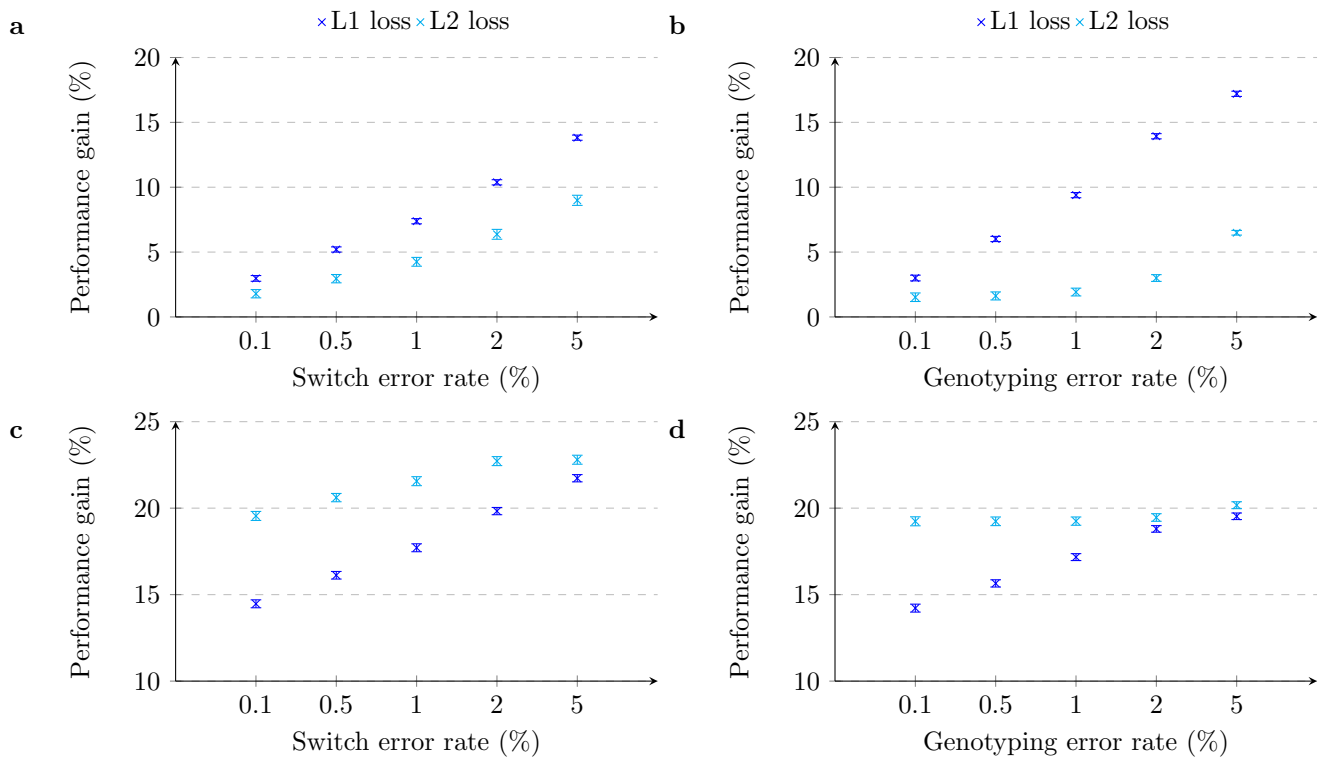 a
× L1 loss × L2 loss
Performance gain (%)
20
15
10
5
0
0.1 0.5 1 2 5
Switch error rate (%)
b
× L1 loss × L2 loss
Performance gain (%)
20
15
10
5
0
0.1 0.5 1 2 5
Genotyping error rate (%)
c
Performance gain (%)
25
20
15
10
0.1 0.5 1 2 5
Switch error rate (%)
d
Performance gain (%)
25
20
15
10
0.1 0.5 1 2 5
Genotyping error rate (%)